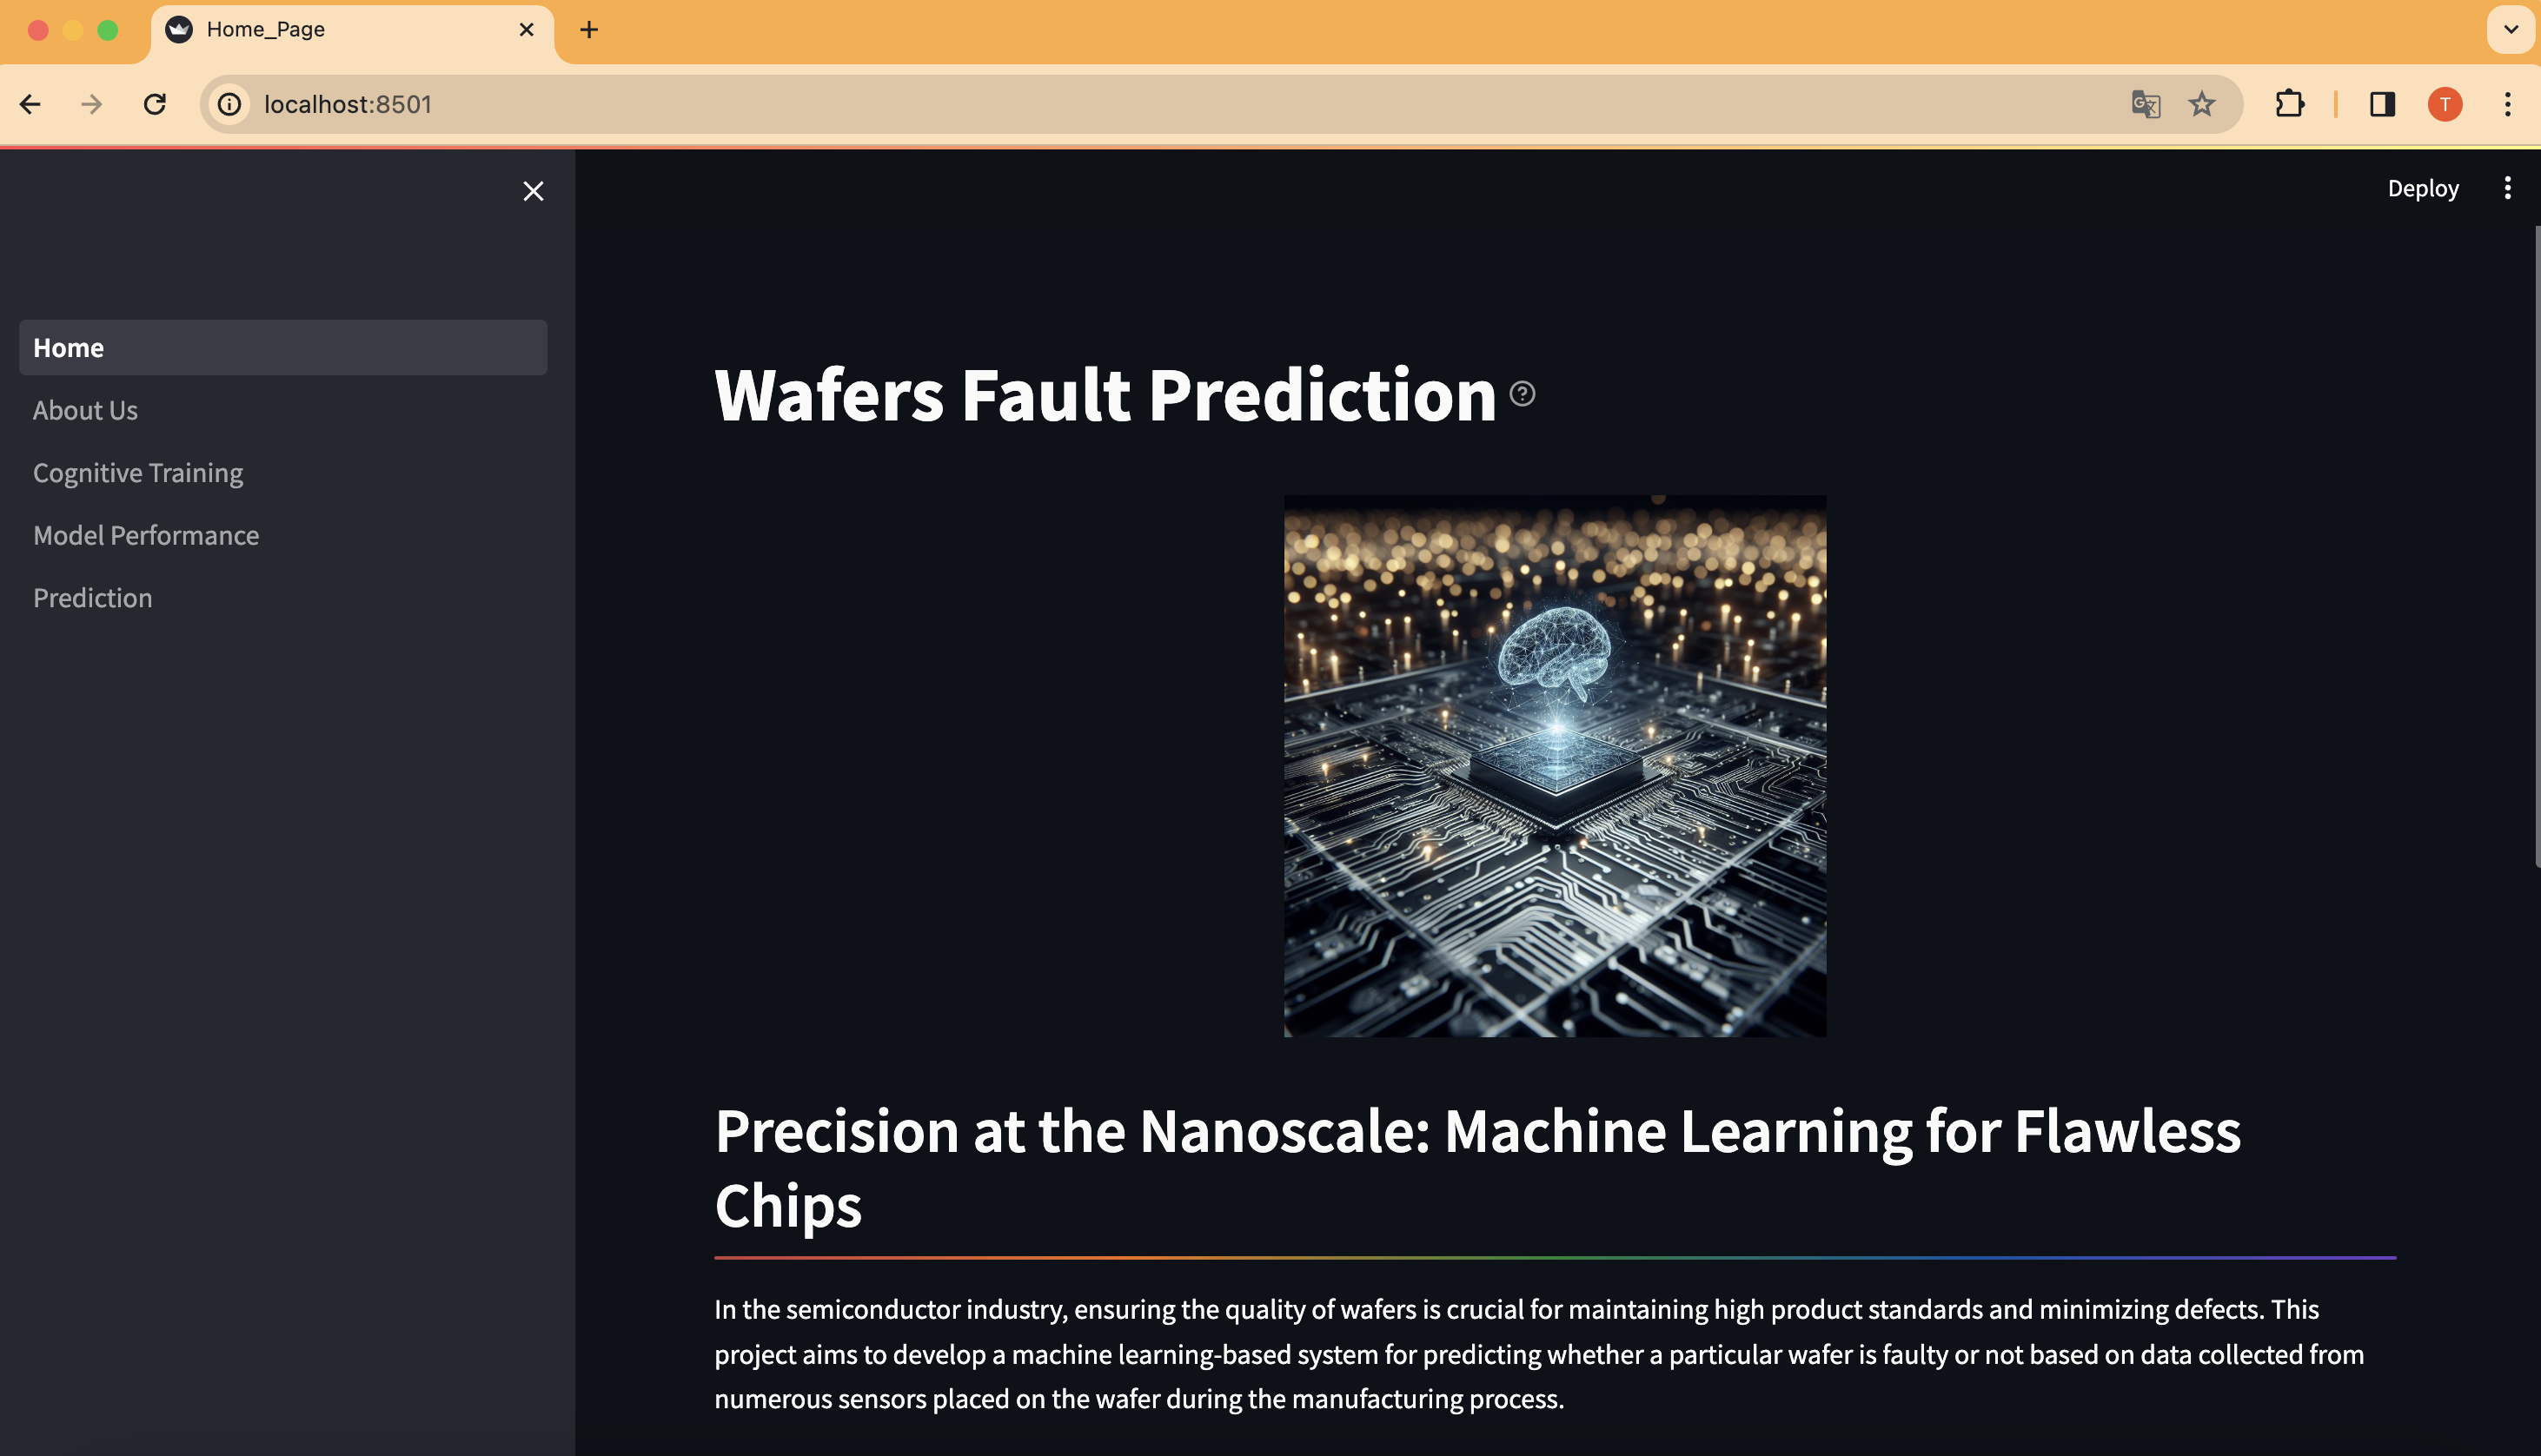 Home_Page
localhost:8501
T
Deploy
Home
About Us
Cognitive Training
Model Performance
Prediction
Wafers Fault Prediction
Precision at the Nanoscale: Machine Learning for Flawless
Chips
In the semiconductor industry, ensuring the quality of wafers is crucial for maintaining high product standards and minimizing defects. This
project aims to develop a machine learning-based system for predicting whether a particular wafer is faulty or not based on data collected from
numerous sensors placed on the wafer during the manufacturing process.